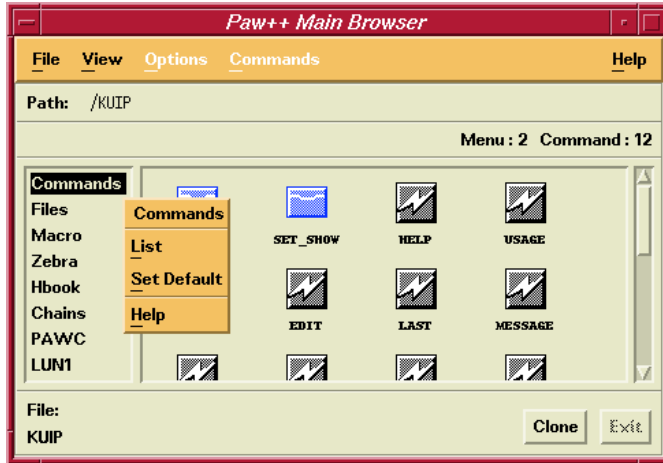 Paw++ Main Browser
File View Options Commands Help
Path: /KUIP
Menu : 2 Command : 12
Commands
Files
Macro
Zebra
Hbook
Chains
PAWC
LUN1
Commands
List
Set Default
Help
SET_SHOW HELP USAGE
EDIT LAST MESSAGE
File:
KUIP
Clone Exit